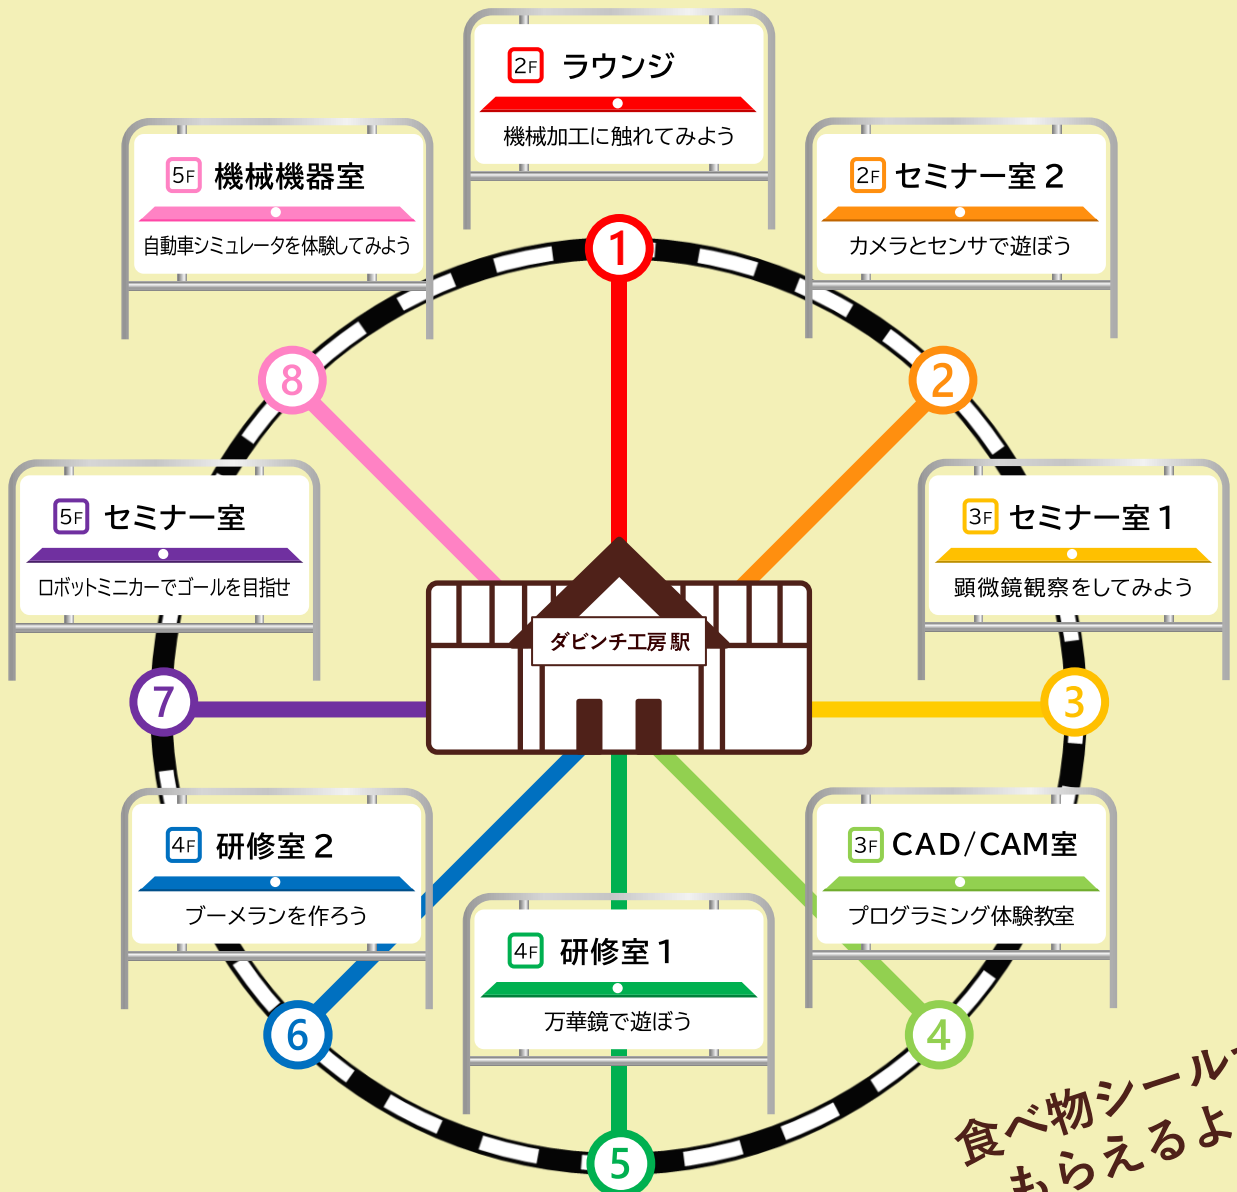 2F ラウンジ
機械加工に触れてみよう
1
2F セミナー室 2
カメラとセンサで遊ぼう
2
3F セミナー室 1
顕微鏡観察をしてみよう
3
3F CAD/CAM室
プログラミング体験教室
4
4F 研修室 1
万華鏡で遊ぼう
5
4F 研修室 2
ブーメランを作ろう
6
5F セミナー室
ロボットミニカーでゴールを目指せ
7
5F 機械機器室
自動車シミュレータを体験してみよう
8
ダビンチ工房駅
食べ物シール
もらえるよ